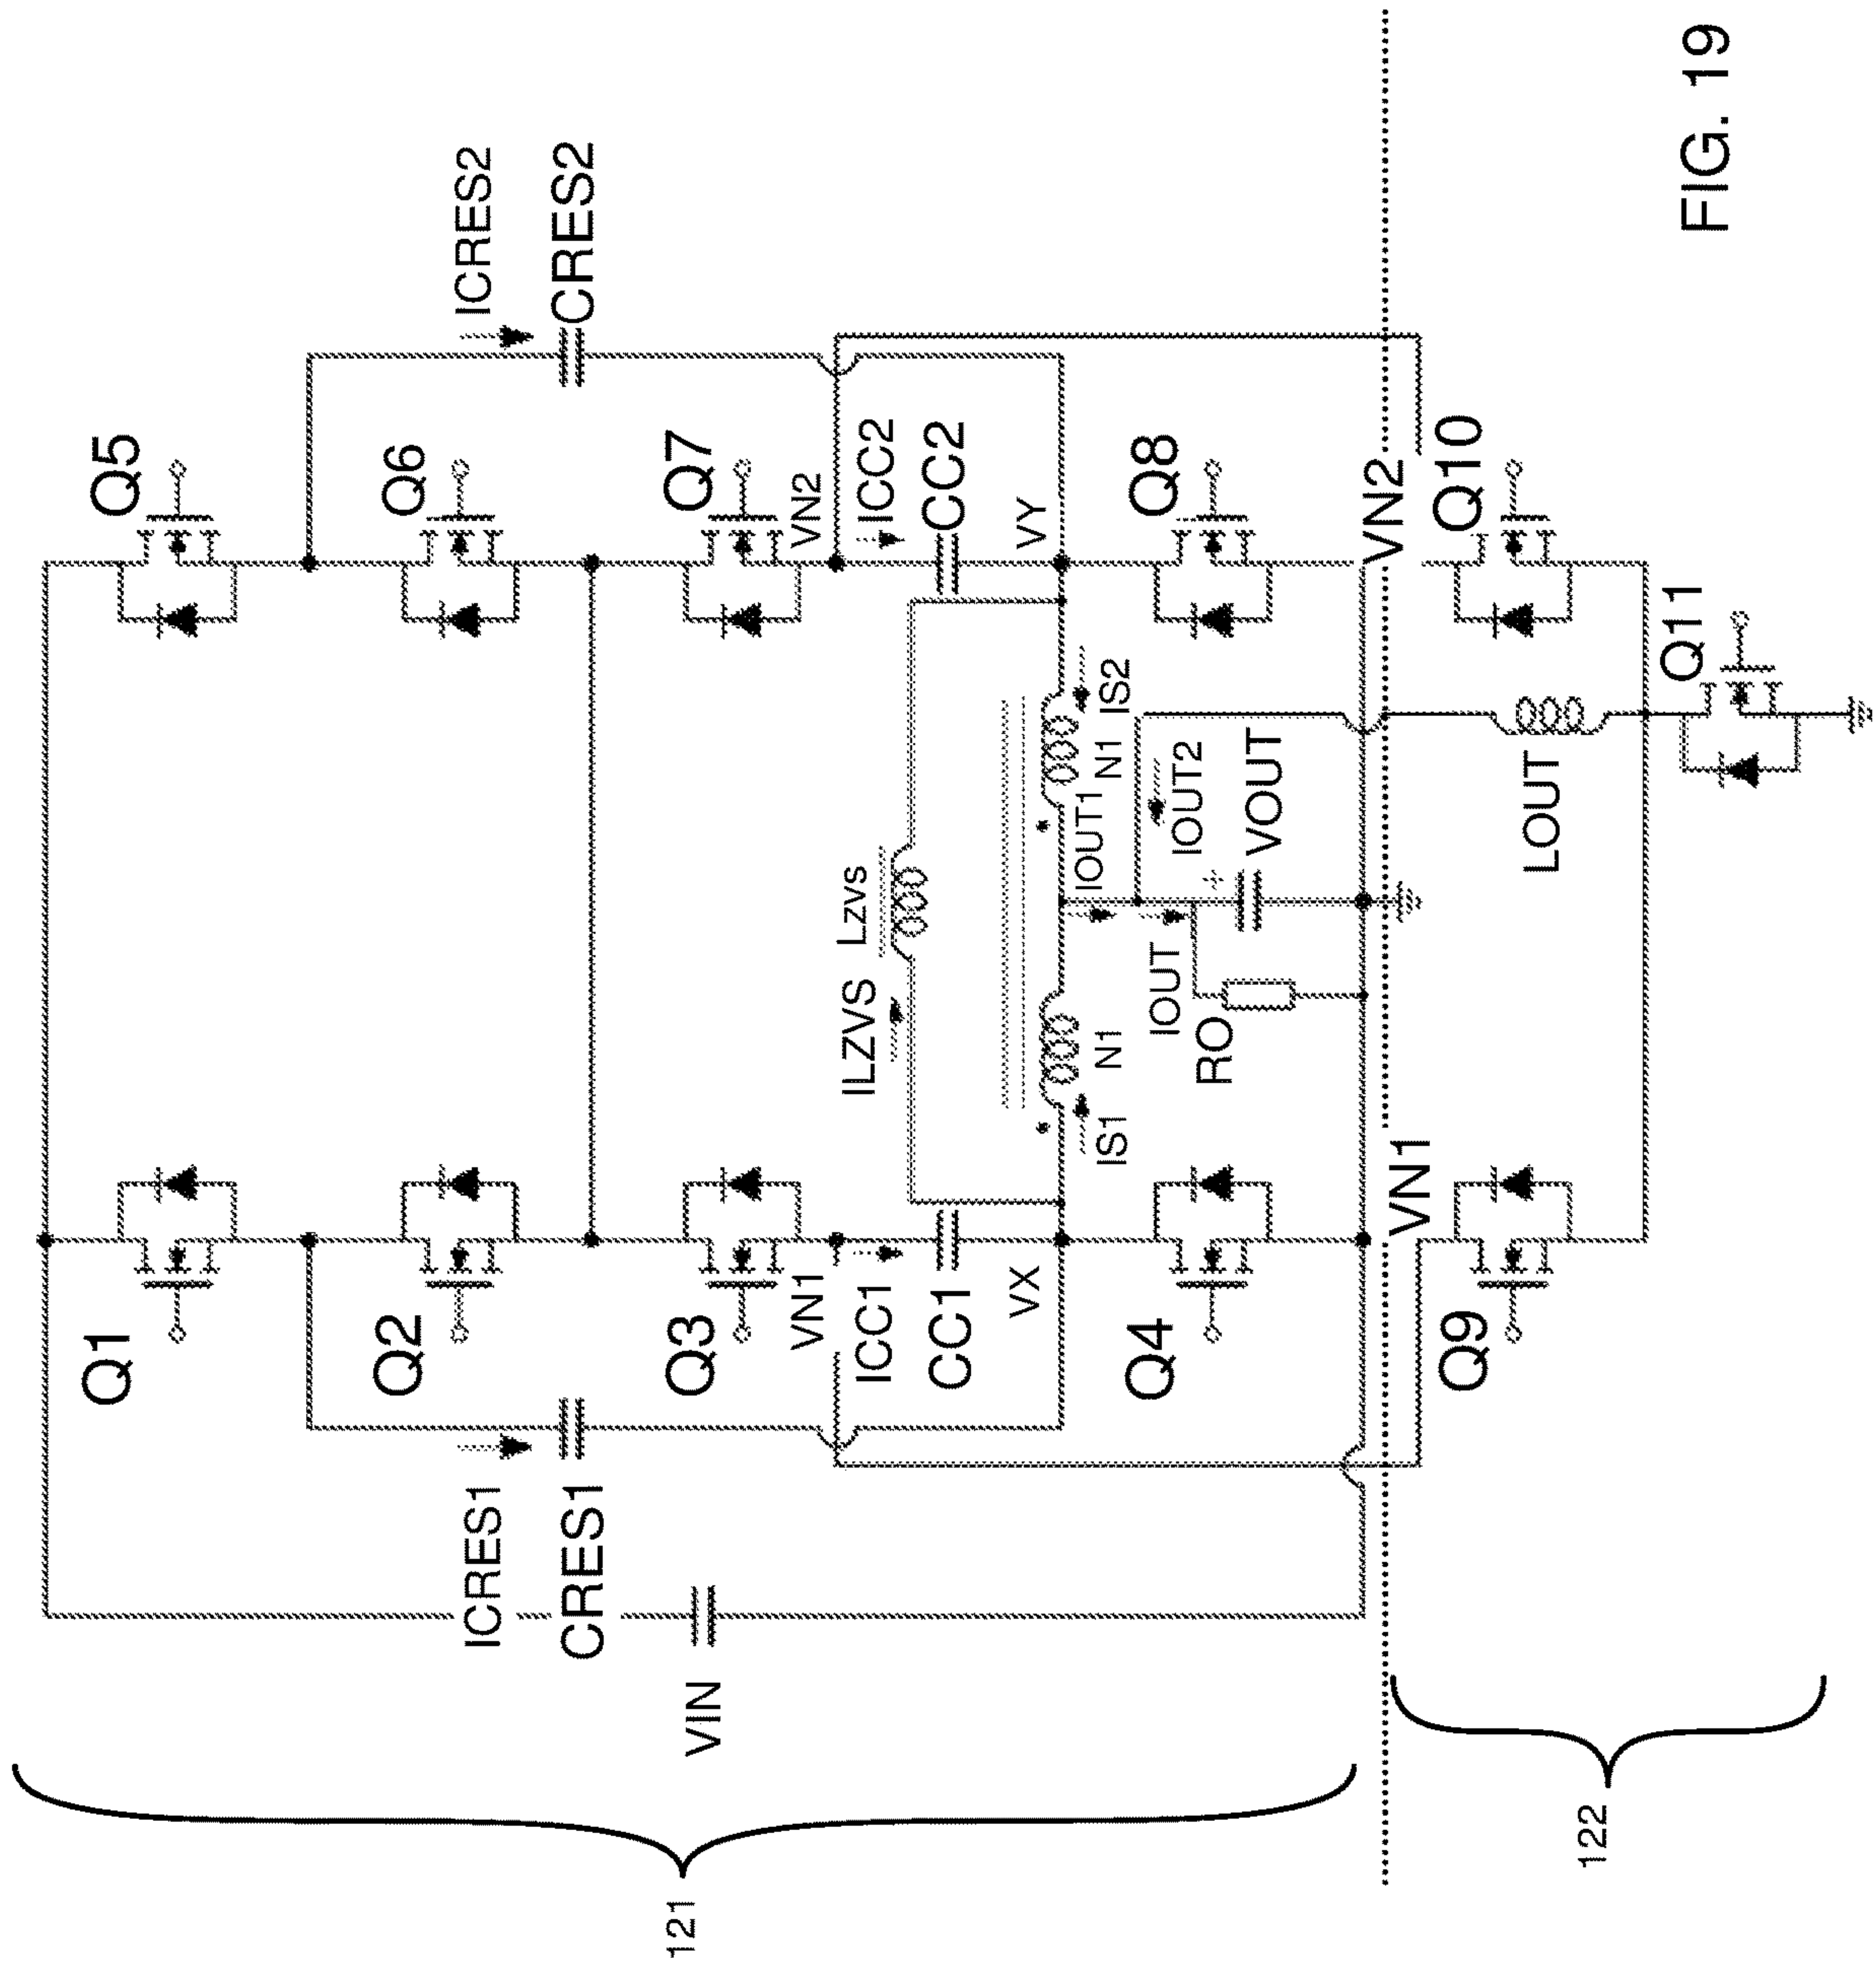 Q1
Q2
Q3
Q4
Q5
Q6
Q7
Q8
ICRES1
CRES1
VIN
ICRES2
CRES2
VN1
ICC1
CC1
VX
VN2
ICC2
CC2
VY
ILZVS
Lzvs
IS1
N1
N1
IS2
IOUT1
IOUT
IOUT2
RO
+
VOUT
VN1
VN2
Q9
Q10
LOUT
Q11
121
122
FIG. 19